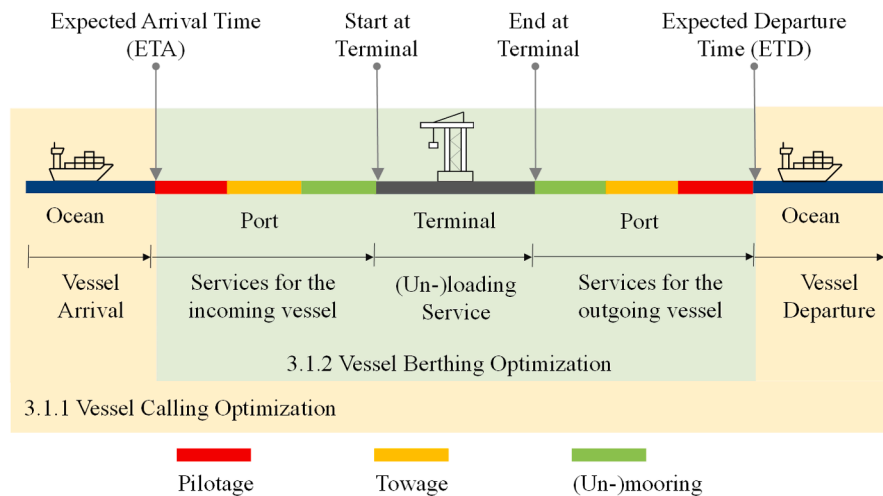 Expected Arrival Time
(ETA)
Start at
Terminal
End at
Terminal
Expected Departure
Time (ETD)
Ocean
Port
Terminal
Port
Ocean
Vessel
Arrival
Services for the
incoming vessel
(Un-)loading
Service
Services for the
outgoing vessel
Vessel
Departure
3.1.2 Vessel Berthing Optimization
3.1.1 Vessel Calling Optimization
Pilotage
Towage
(Un-)mooring